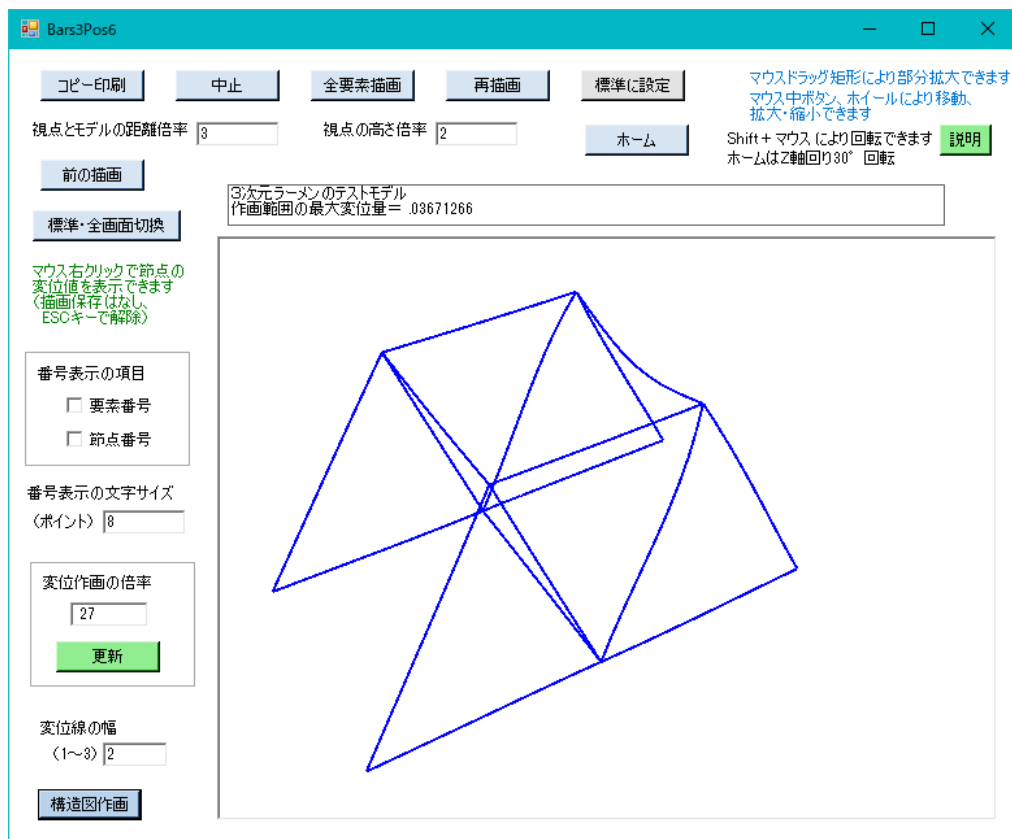 Bars3Pos6
コピー印刷
中止
全要素描画
再描画
標準に設定
マウスドラッグ矩形により部分拡大できます
マウス中ボタン、ホイールにより移動、
拡大・縮小できます
視点とモデルの距離倍率 3
視点の高さ倍率 2
ホーム
Shift+マウスにより回転できます
ホームはZ軸回り30°回転
説明
前の描画
標準・全画面切換
3次元ラーメンのテストモデル
作画範囲の最大変位量= .03671266
マウス右クリックで節点の
変位値を表示できます
(描画保存はなし、
ESCキーで解除)
番号表示の項目
要素番号
節点番号
番号表示の文字サイズ
(ポイント) 8
変位作画の倍率
27
更新
変位線の幅
(1~3) 2
構造図作画